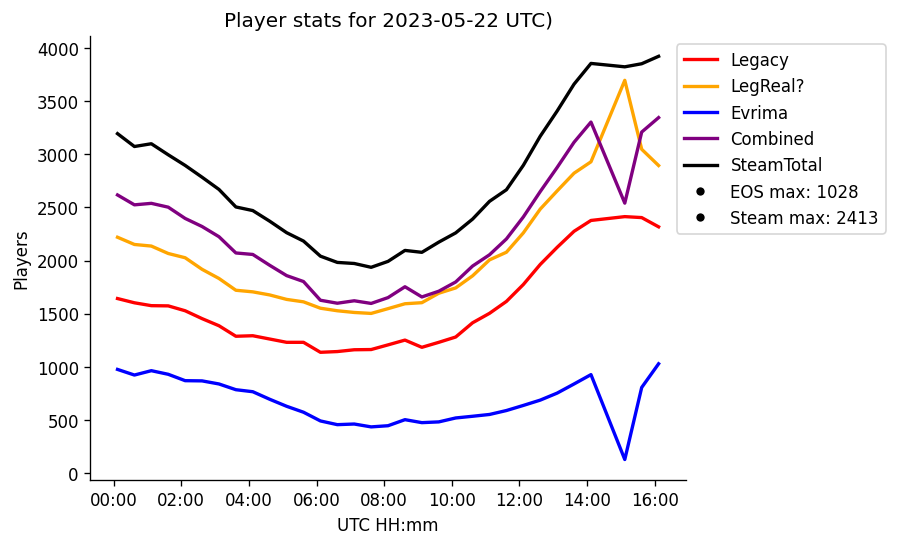 Player stats for 2023-05-22 UTC)
4000
3500
3000
2500
2000
1500
1000
500
0
Players
00:00 02:00 04:00 06:00 08:00 10:00 12:00 14:00 16:00
UTC HH:mm
Legacy
LegReal?
Evrima
Combined
SteamTotal
EOS max: 1028
Steam max: 2413